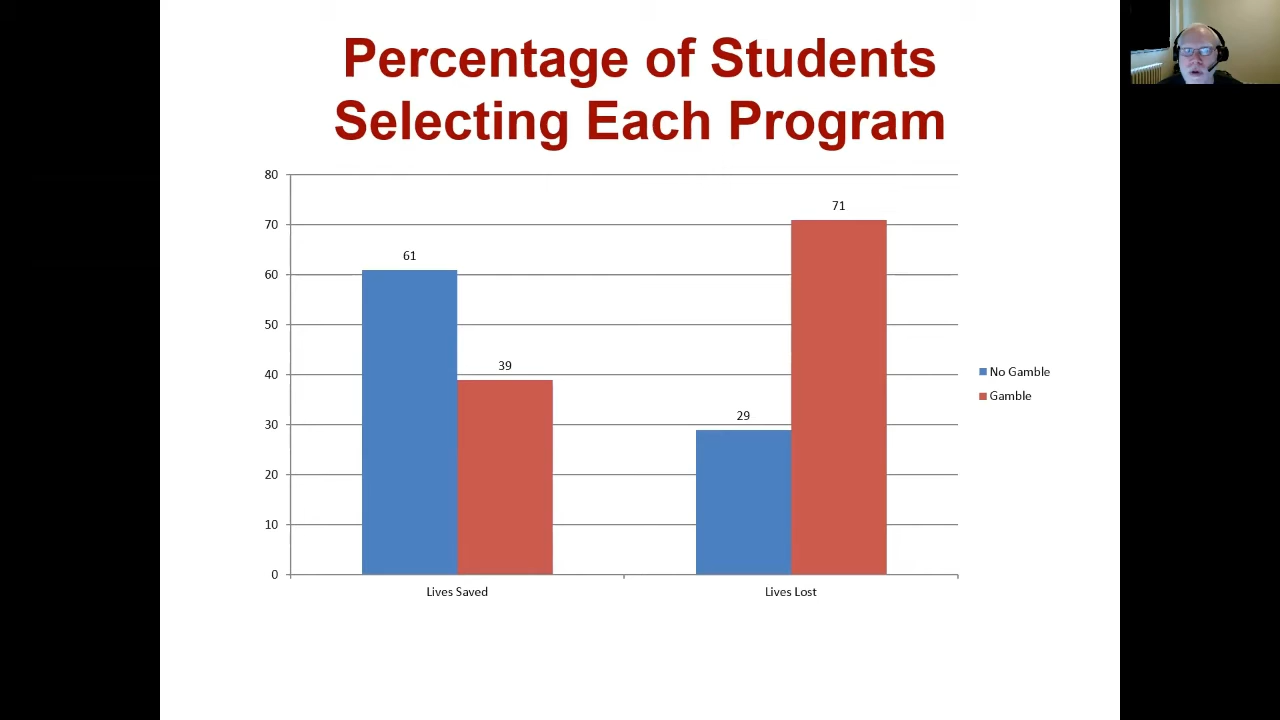 Percentage of Students
Selecting Each Program
80
70
60
50
40
30
20
10
0
61
39
29
71
Lives Saved
Lives Lost
No Gamble
Gamble